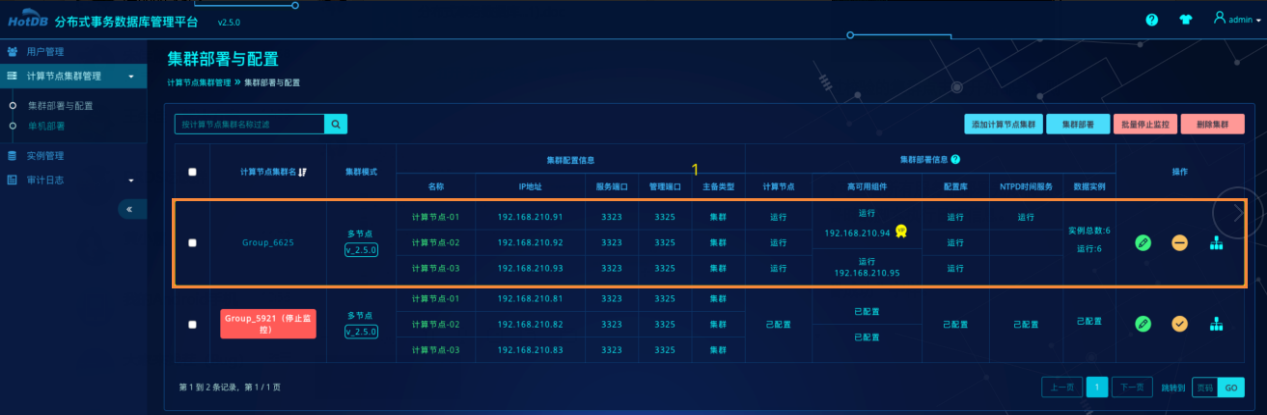 HotDB 分布式事务数据库管理平台 v2.5.0
admin
用户管理
计算节点集群管理
集群部署与配置
单机部署
实例管理
审计日志
«
集群部署与配置
计算节点集群管理 » 集群部署与配置
按计算节点集群名称过滤
添加计算节点集群 集群部署 批量停止监控 删除集群
计算节点集群名 集群模式 集群配置信息 1 集群部署信息 操作
名称 IP地址 服务端口 管理端口 主备类型 计算节点 高可用组件 配置库 NTPD时间服务 数据实例
Group_6625
多节点
v_2.5.0
计算节点-01 192.168.210.91 3323 3325 集群 运行
计算节点-02 192.168.210.92 3323 3325 集群 运行
计算节点-03 192.168.210.93 3323 3325 集群 运行
运行
192.168.210.94 VIP
运行
192.168.210.95
运行
运行
运行
运行
实例总数:6
运行:6
Group_5921（停止监
控）
多节点
v_2.5.0
计算节点-01 192.168.210.81 3323 3325 集群
计算节点-02 192.168.210.82 3323 3325 集群
计算节点-03 192.168.210.83 3323 3325 集群
已配置
已配置
已配置
已配置
已配置
已配置
第 1 到 2 条记录，第 1 / 1 页
上一页 1 下一页 跳转到 页码 GO